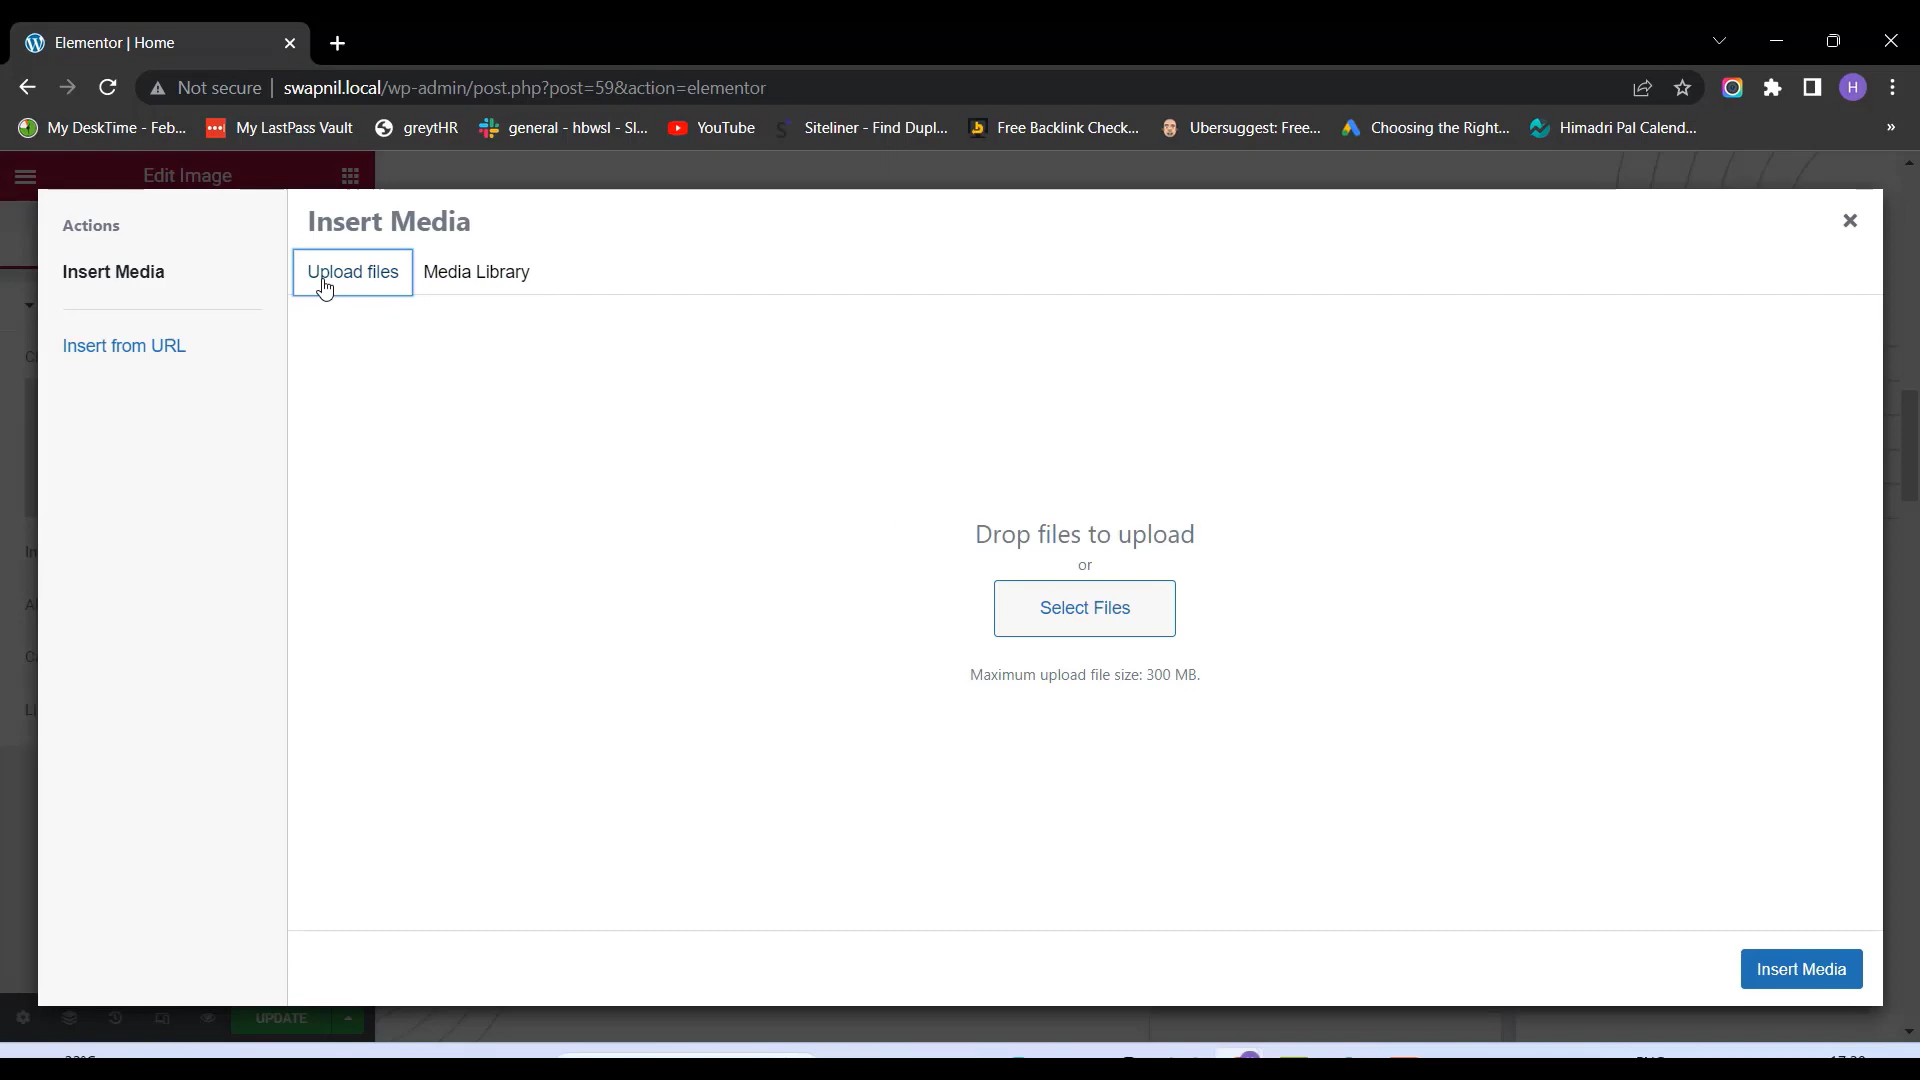 Elementor | Home
Not secure | swapnil.local/wp-admin/post.php?post=59&action=elementor
My DeskTime - Feb... My LastPass Vault greytHR general - hbwsl - Sl... YouTube Siteliner - Find Dupl... Free Backlink Check... Ubersuggest: Free... Choosing the Right... Himadri Pal Calend... »
H
Edit Image
Actions
Insert Media
Insert from URL
Insert Media
Upload files Media Library
Drop files to upload
or
Select Files
Maximum upload file size: 300 MB.
Insert Media
UPDATE